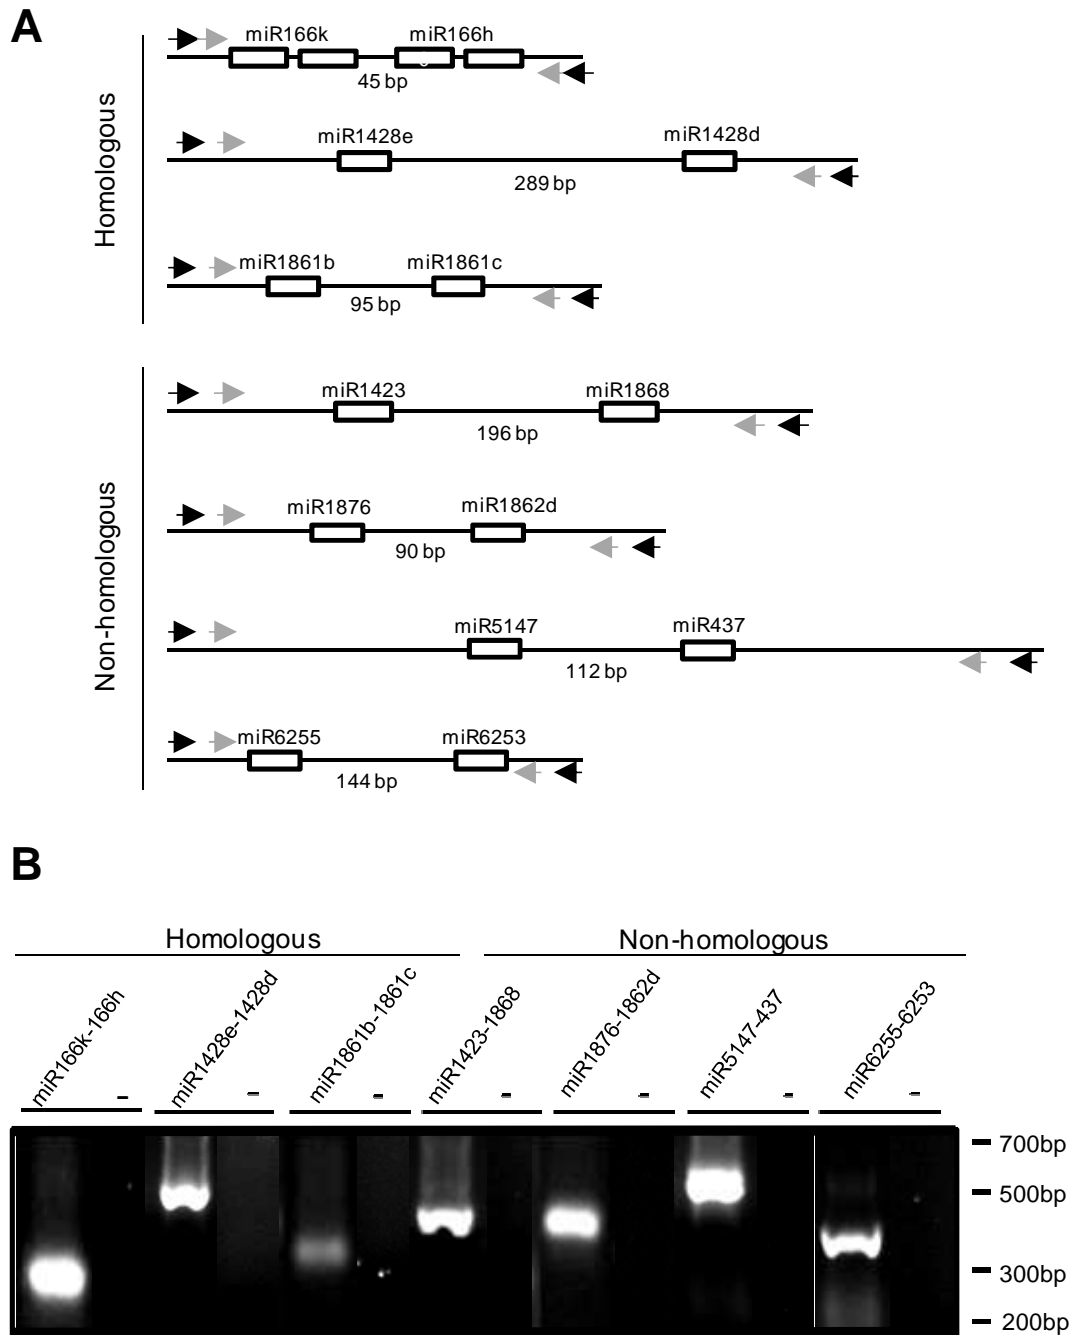 A
Homologous
miR166k miR166h
45 bp
miR1428e miR1428d
289 bp
miR1861b miR1861c
95 bp
Non-homologous
miR1423 miR1868
196 bp
miR1876 miR1862d
90 bp
miR5147 miR437
112 bp
miR6255 miR6253
144 bp
B
Homologous Non-homologous
miR166k-166h - miR1428e-1428d - miR1861b-1861c - miR1423-1868 - miR1876-1862d - miR5147-437 - miR6255-6253 -
700bp
500bp
300bp
200bp